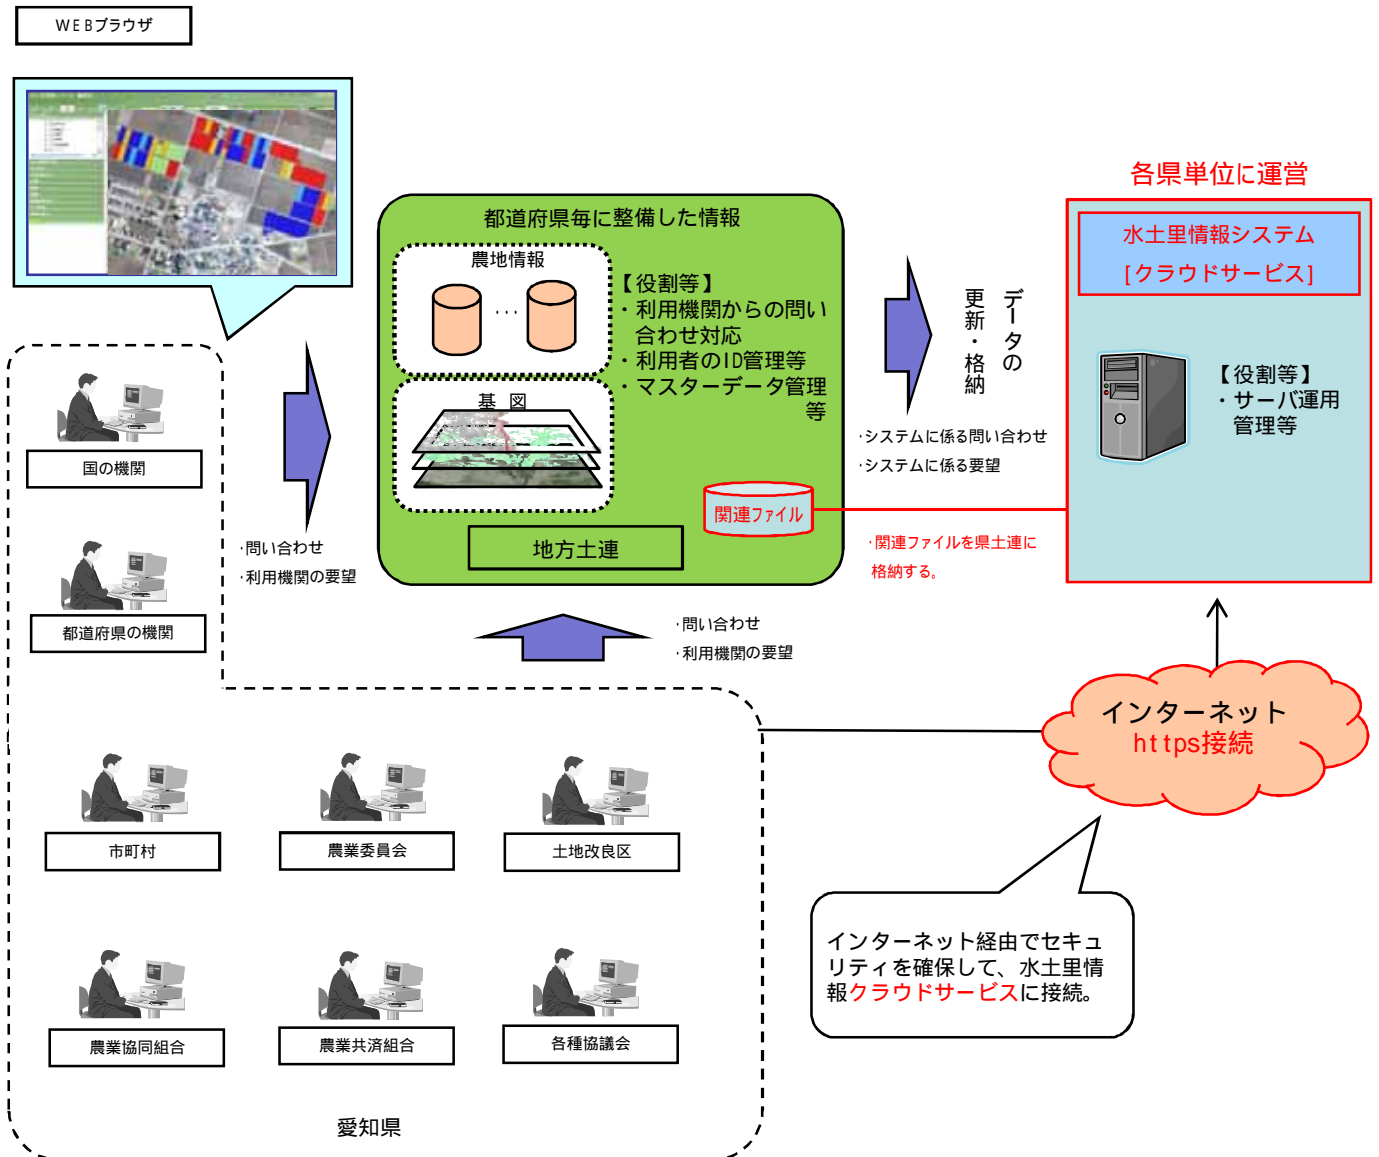 WEBブラウザ
各県単位に運営
水土里情報システム
[クラウドサービス]
【役割等】
・サーバ運用
管理等
都道府県毎に整備した情報
農地情報
...
【役割等】
・利用機関からの問い
合わせ対応
・利用者のID管理等
・マスターデータ管理
等
基 図
関連ファイル
地方土連
データの
更新・格納
・システムに係る問い合わせ
・システムに係る要望
・関連ファイルを県土連に
格納する。
国の機関
都道府県の機関
・問い合わせ
・利用機関の要望
・問い合わせ
・利用機関の要望
インターネット
https接続
市町村
農業委員会
土地改良区
農業協同組合
農業共済組合
各種協議会
愛知県
インターネット経由でセキュ
リティを確保して、水土里情
報クラウドサービスに接続。